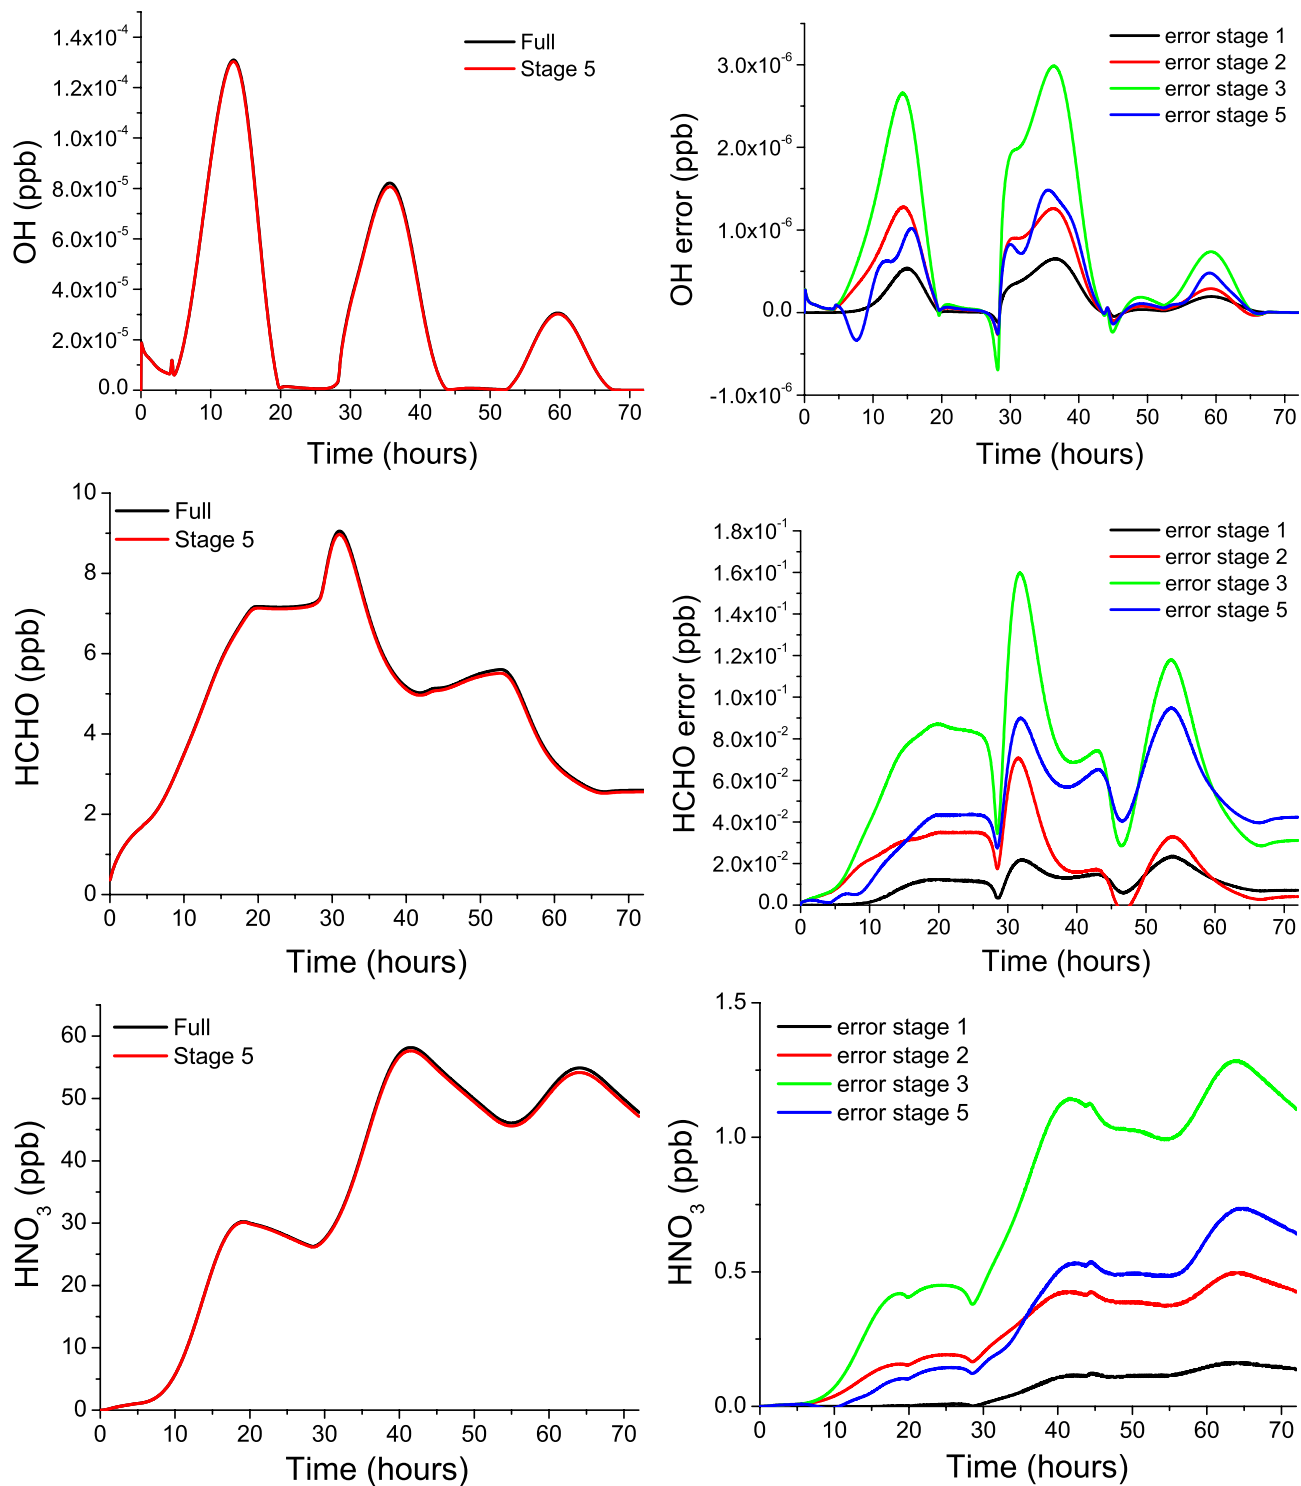 OH (ppb)
1.4x10⁻⁴
1.2x10⁻⁴
1.0x10⁻⁴
8.0x10⁻⁵
6.0x10⁻⁵
4.0x10⁻⁵
2.0x10⁻⁵
0.0
Full
Stage 5
0 10 20 30 40 50 60 70
Time (hours)
OH error (ppb)
3.0x10⁻⁶
2.0x10⁻⁶
1.0x10⁻⁶
0.0
-1.0x10⁻⁶
error stage 1
error stage 2
error stage 3
error stage 5
0 10 20 30 40 50 60 70
Time (hours)
HCHO (ppb)
10
8
6
4
2
0
Full
Stage 5
0 10 20 30 40 50 60 70
Time (hours)
HCHO error (ppb)
1.8x10⁻¹
1.6x10⁻¹
1.4x10⁻¹
1.2x10⁻¹
1.0x10⁻¹
8.0x10⁻²
6.0x10⁻²
4.0x10⁻²
2.0x10⁻²
0.0
error stage 1
error stage 2
error stage 3
error stage 5
0 10 20 30 40 50 60 70
Time (hours)
HNO₃ (ppb)
60
50
40
30
20
10
0
Full
Stage 5
0 10 20 30 40 50 60 70
Time (hours)
HNO₃ (ppb)
1.5
1.0
0.5
0.0
error stage 1
error stage 2
error stage 3
error stage 5
0 10 20 30 40 50 60 70
Time (hours)